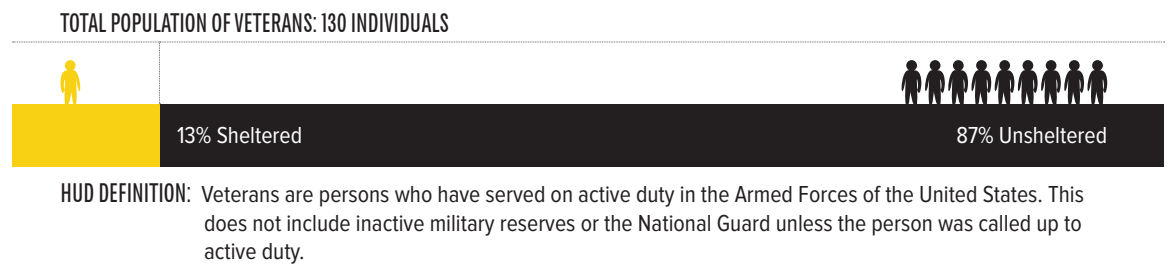 TOTAL POPULATION OF VETERANS: 130 INDIVIDUALS
13% Sheltered
87% Unsheltered
HUD DEFINITION: Veterans are persons who have served on active duty in the Armed Forces of the United States. This
does not include inactive military reserves or the National Guard unless the person was called up to
active duty.